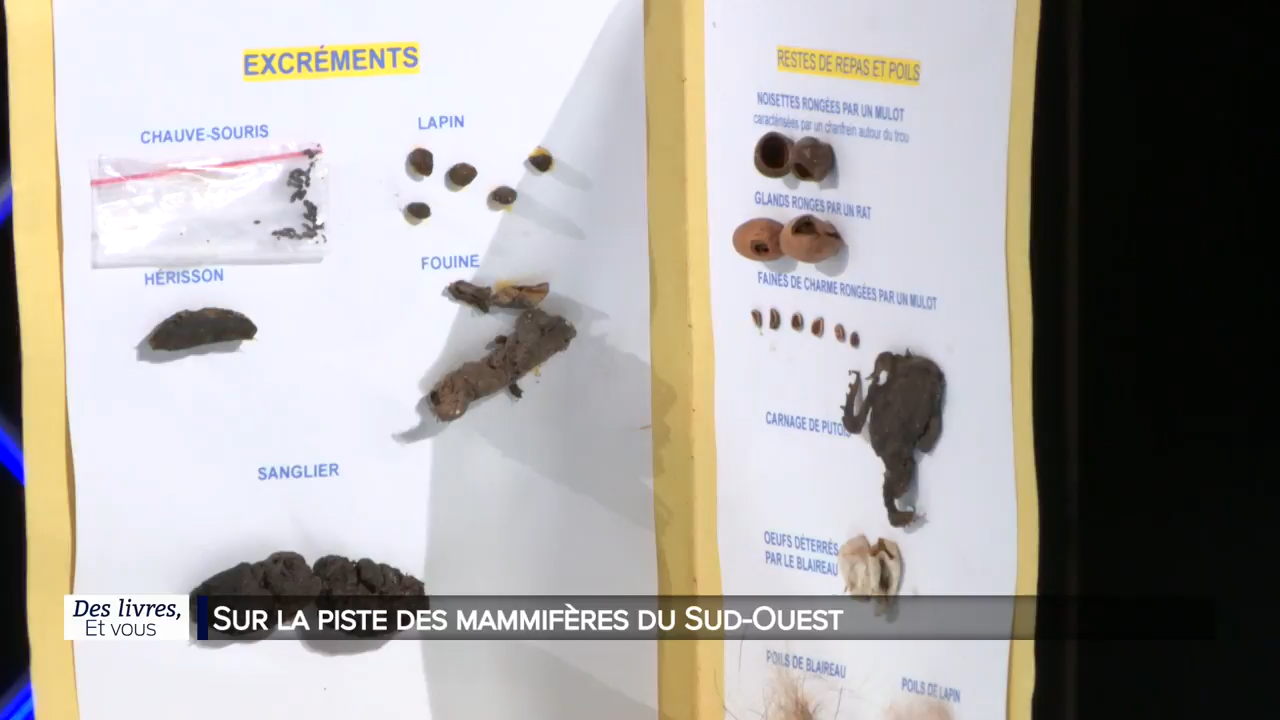 EXCRÉMENTS
CHAUVE-SOURIS
LAPIN
HÉRISSON
FOUINE
SANGLIER
RESTES DE REPAS ET POILS
NOISETTES RONGÉES PAR UN MULOT
caractérisées par un chanfrein autour du trou
GLANDS RONGES PAR UN RAT
FAINES DE CHARME RONGÉES PAR UN MULOT
CARNAGE DE PUTOIS
OEUFS DÉTERRÉS
PAR LE BLAIREAU
POILS DE BLAIREAU
POILS DE LAPIN
Des livres,
Et vous
SUR LA PISTE DES MAMMIFÈRES DU SUD-OUEST